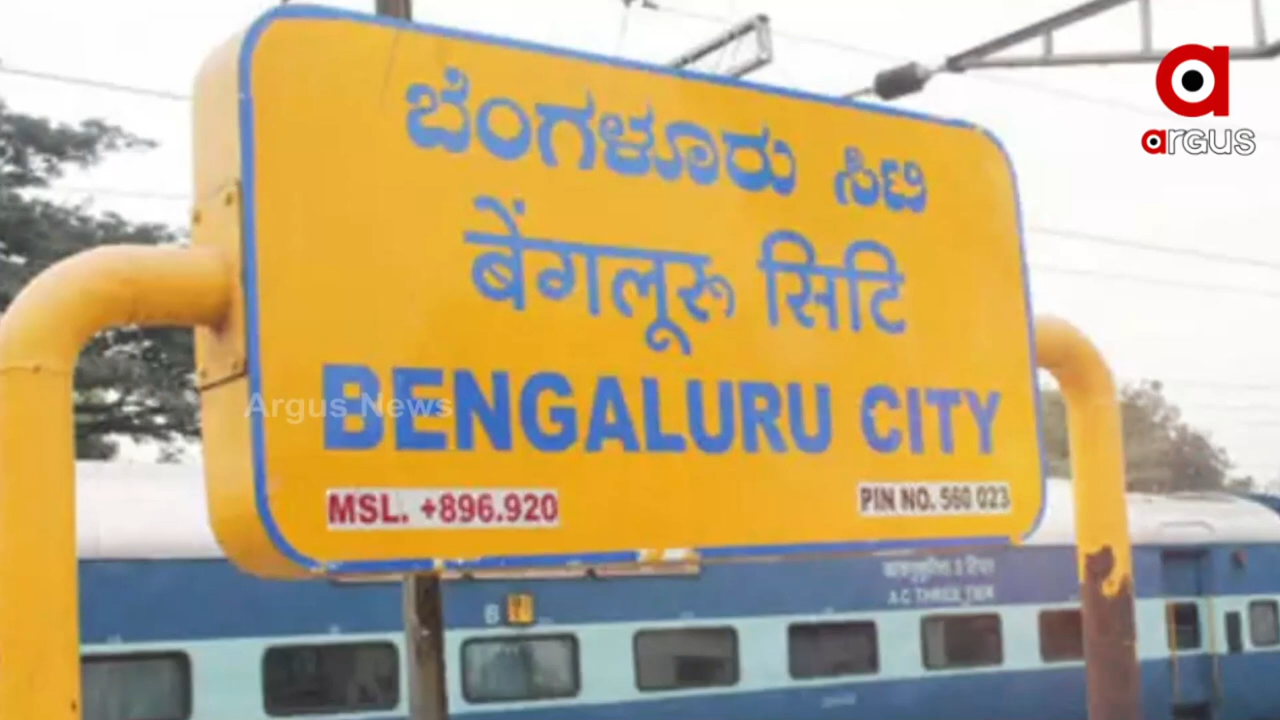 ಬೆಂಗಳೂರು ಸಿಟಿ
बेंगलूरू सिटि
BENGALURU CITY
MSL. +896.920
PIN NO. 560 023
Argus News
argus
A C THREE TIER